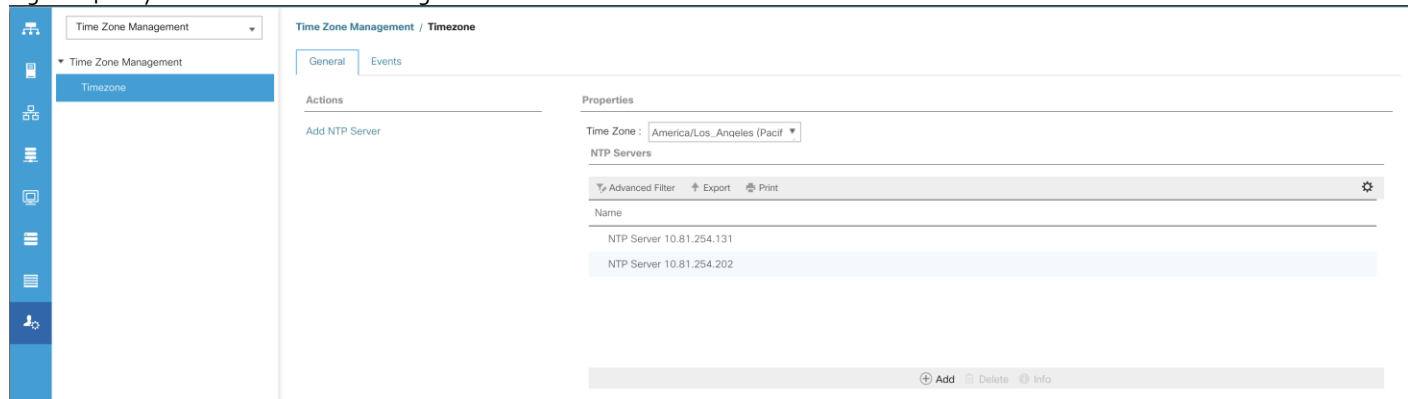 Time Zone Management
Time Zone Management / Timezone
Time Zone Management
Timezone
General Events
Actions
Add NTP Server
Properties
Time Zone : America/Los_Angeles (Pacif
NTP Servers
Advanced Filter Export Print
Name
NTP Server 10.81.254.131
NTP Server 10.81.254.202
Add Delete Info